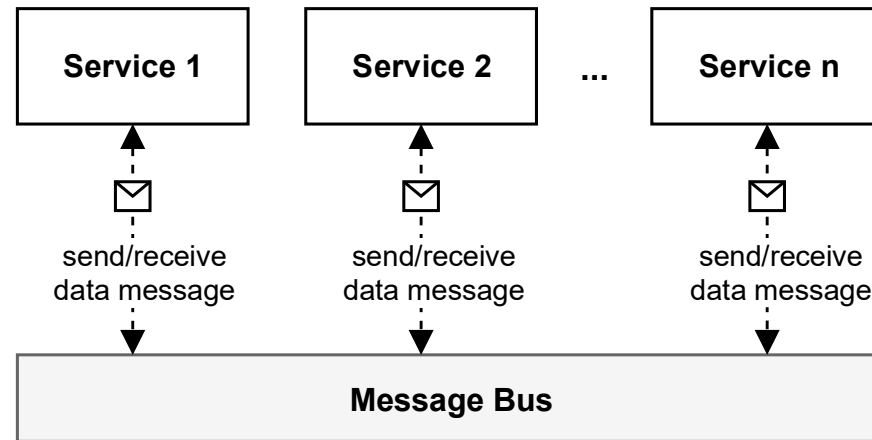 Service 1
Service 2
...
Service n
send/receive
data message
send/receive
data message
send/receive
data message
Message Bus